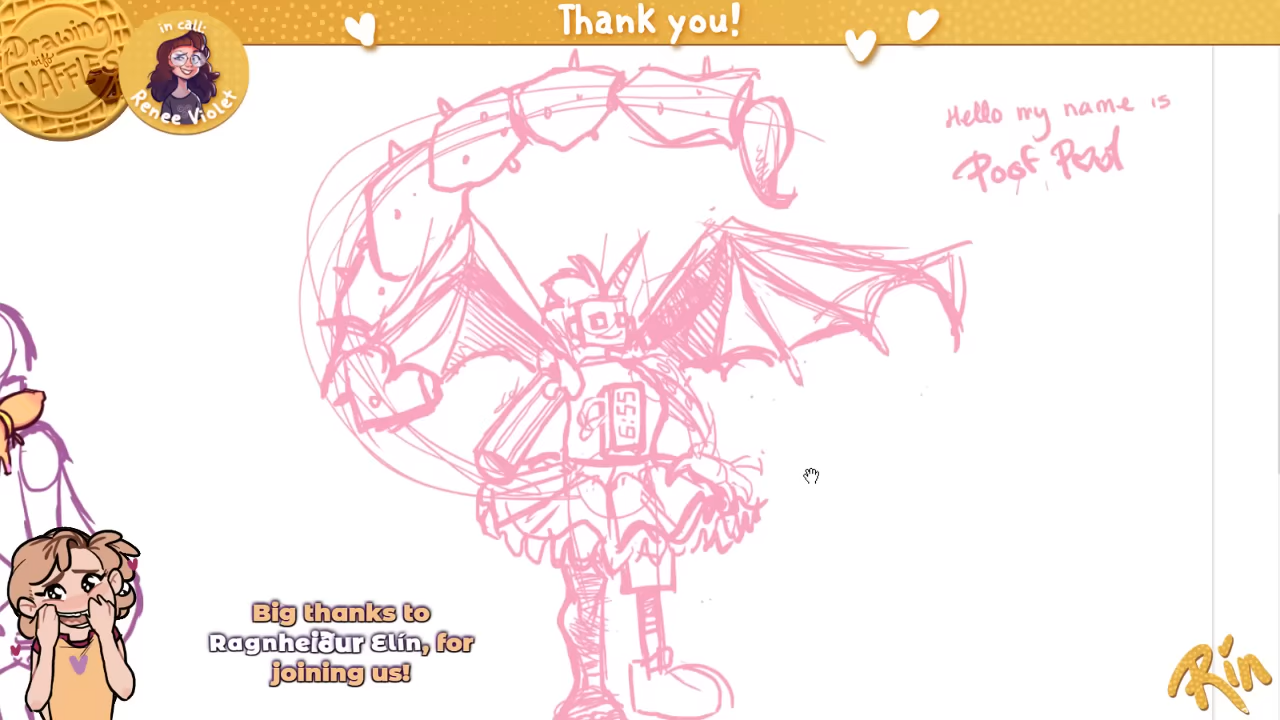 Thank you!
Drawing
with
WAFFLES
in call:
Renee Violet
Hello my name is
Poof Poof
6:55
Big thanks to
Ragnheiður Elín, for
joining us!
Rin